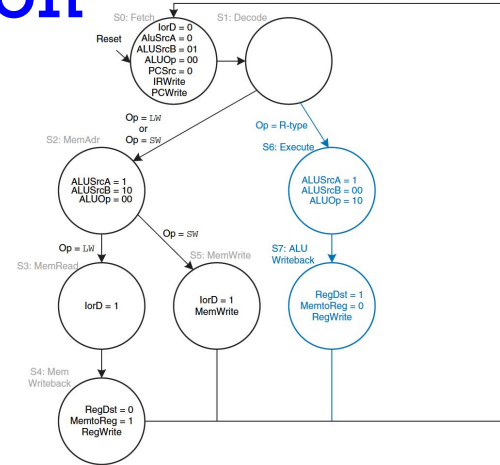 S0: Fetch
S1: Decode
Reset
IorD = 0
AluSrcA = 0
ALUSrcB = 01
ALUOp = 00
PCSrc = 0
IRWrite
PCWrite
Op = LW
or
Op = SW
Op = R-type
S2: MemAdr
S6: Execute
ALUSrcA = 1
ALUSrcB = 10
ALUOp = 00
ALUSrcA = 1
ALUSrcB = 00
ALUOp = 10
Op = SW
Op = LW
S3: MemRead
S5: MemWrite
S7: ALU
Writeback
IorD = 1
IorD = 1
MemWrite
RegDst = 1
MemtoReg = 0
RegWrite
S4: Mem
Writeback
RegDst = 0
MemtoReg = 1
RegWrite